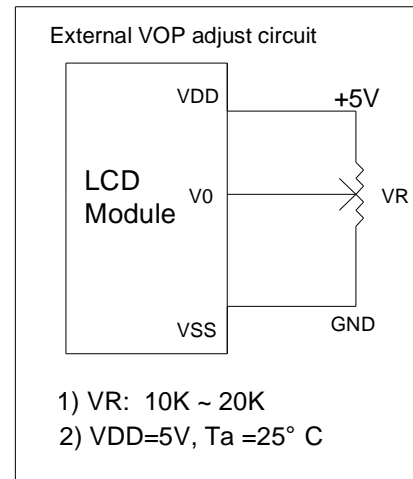 External VOP adjust circuit
VDD
+5V
LCD
Module
V0
VR
VSS
GND
1) VR: 10K ~ 20K
2) VDD=5V, Ta =25° C